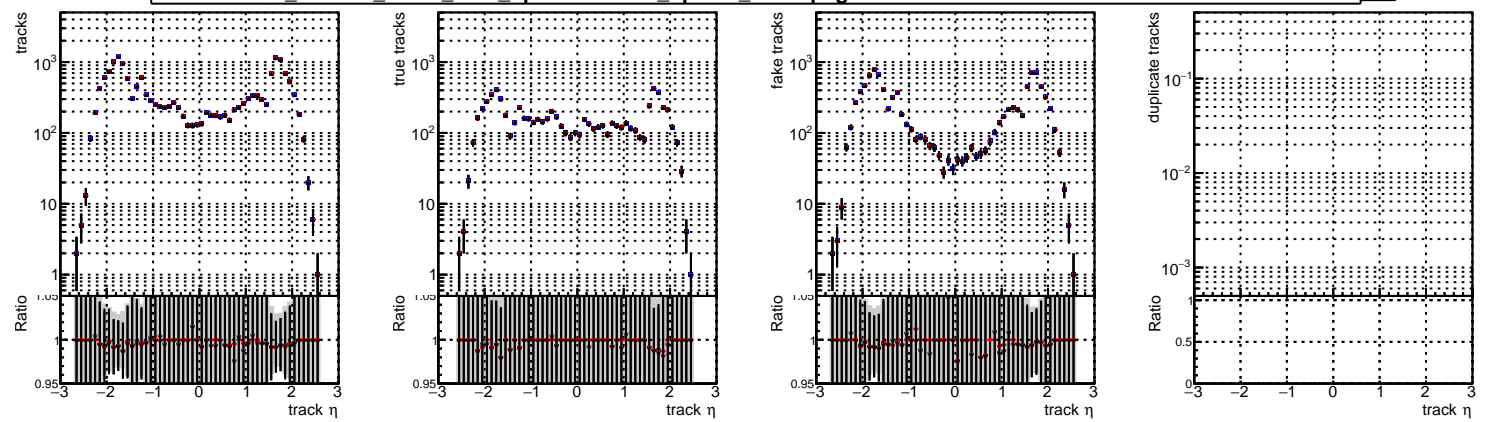 tracks
10³
10²
10
1
1.05
Ratio
1
0.95
−3 −2 −1 0 1 2 3
track η
true tracks
10³
10²
10
1
1.05
Ratio
1
0.95
−3 −2 −1 0 1 2 3
track η
fake tracks
10³
10²
10
1
1.05
Ratio
1
0.95
−3 −2 −1 0 1 2 3
track η
duplicate tracks
10⁻¹
10⁻²
10⁻³
Ratio
1
0.5
0
−3 −2 −1 0 1 2 3
track η